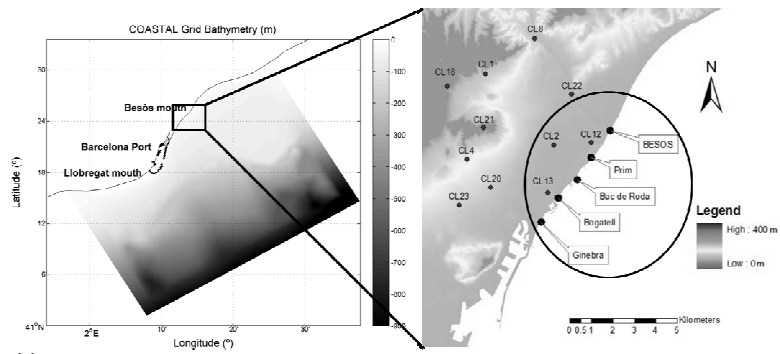 COASTAL Grid Bathymetry (m)
30'
24
18
12
6
41°N
2°E
10'
20'
30'
Latitude (º)
Longitude (º)
Besòs mouth
Barcelona Port
Llobregat mouth
0
-100
-200
-300
-400
-500
-600
-700
-800
-900
CL8
CL18
CL1
CL22
CL21
CL2
CL12
CL4
CL20
CL13
CL23
BESOS
Prim
Bac de Roda
Bogatell
Ginebra
N
Legend
High : 400 m
Low : 0 m
0 0.5 1 2 3 4 5 Kilometers